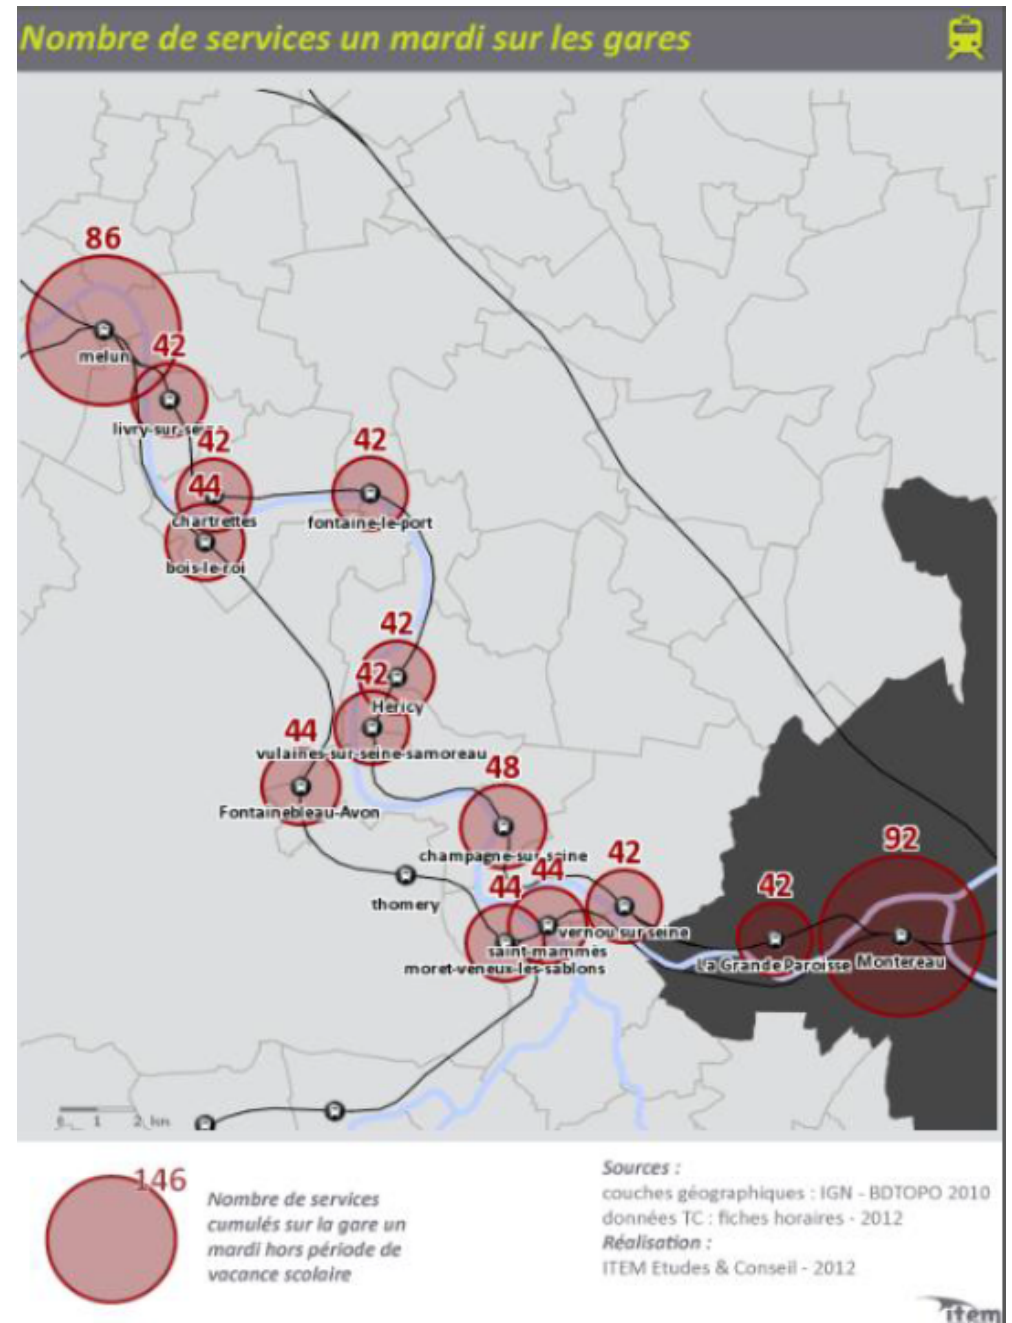 Nombre de services un mardi sur les gares
86
melun
42
livry-sur-seine
42
44
chartrettes
bois-le-roi
42
fontaine-le-port
42
42
Hericy
vulaines-sur-seine-samoreau
44
Fontainebleau-Avon
48
champagne-sur-seine
thomery
44
44
42
vernou sur seine
saint-mammès
moret-veneux-les-sablons
42
La Grande Paroisse
92
Montereau
0 1 2 km
146
Nombre de services
cumulés sur la gare un
mardi hors période de
vacance scolaire
Sources :
couches géographiques : IGN - BDTOPO 2010
données TC : fiches horaires - 2012
Réalisation :
ITEM Etudes & Conseil - 2012
item